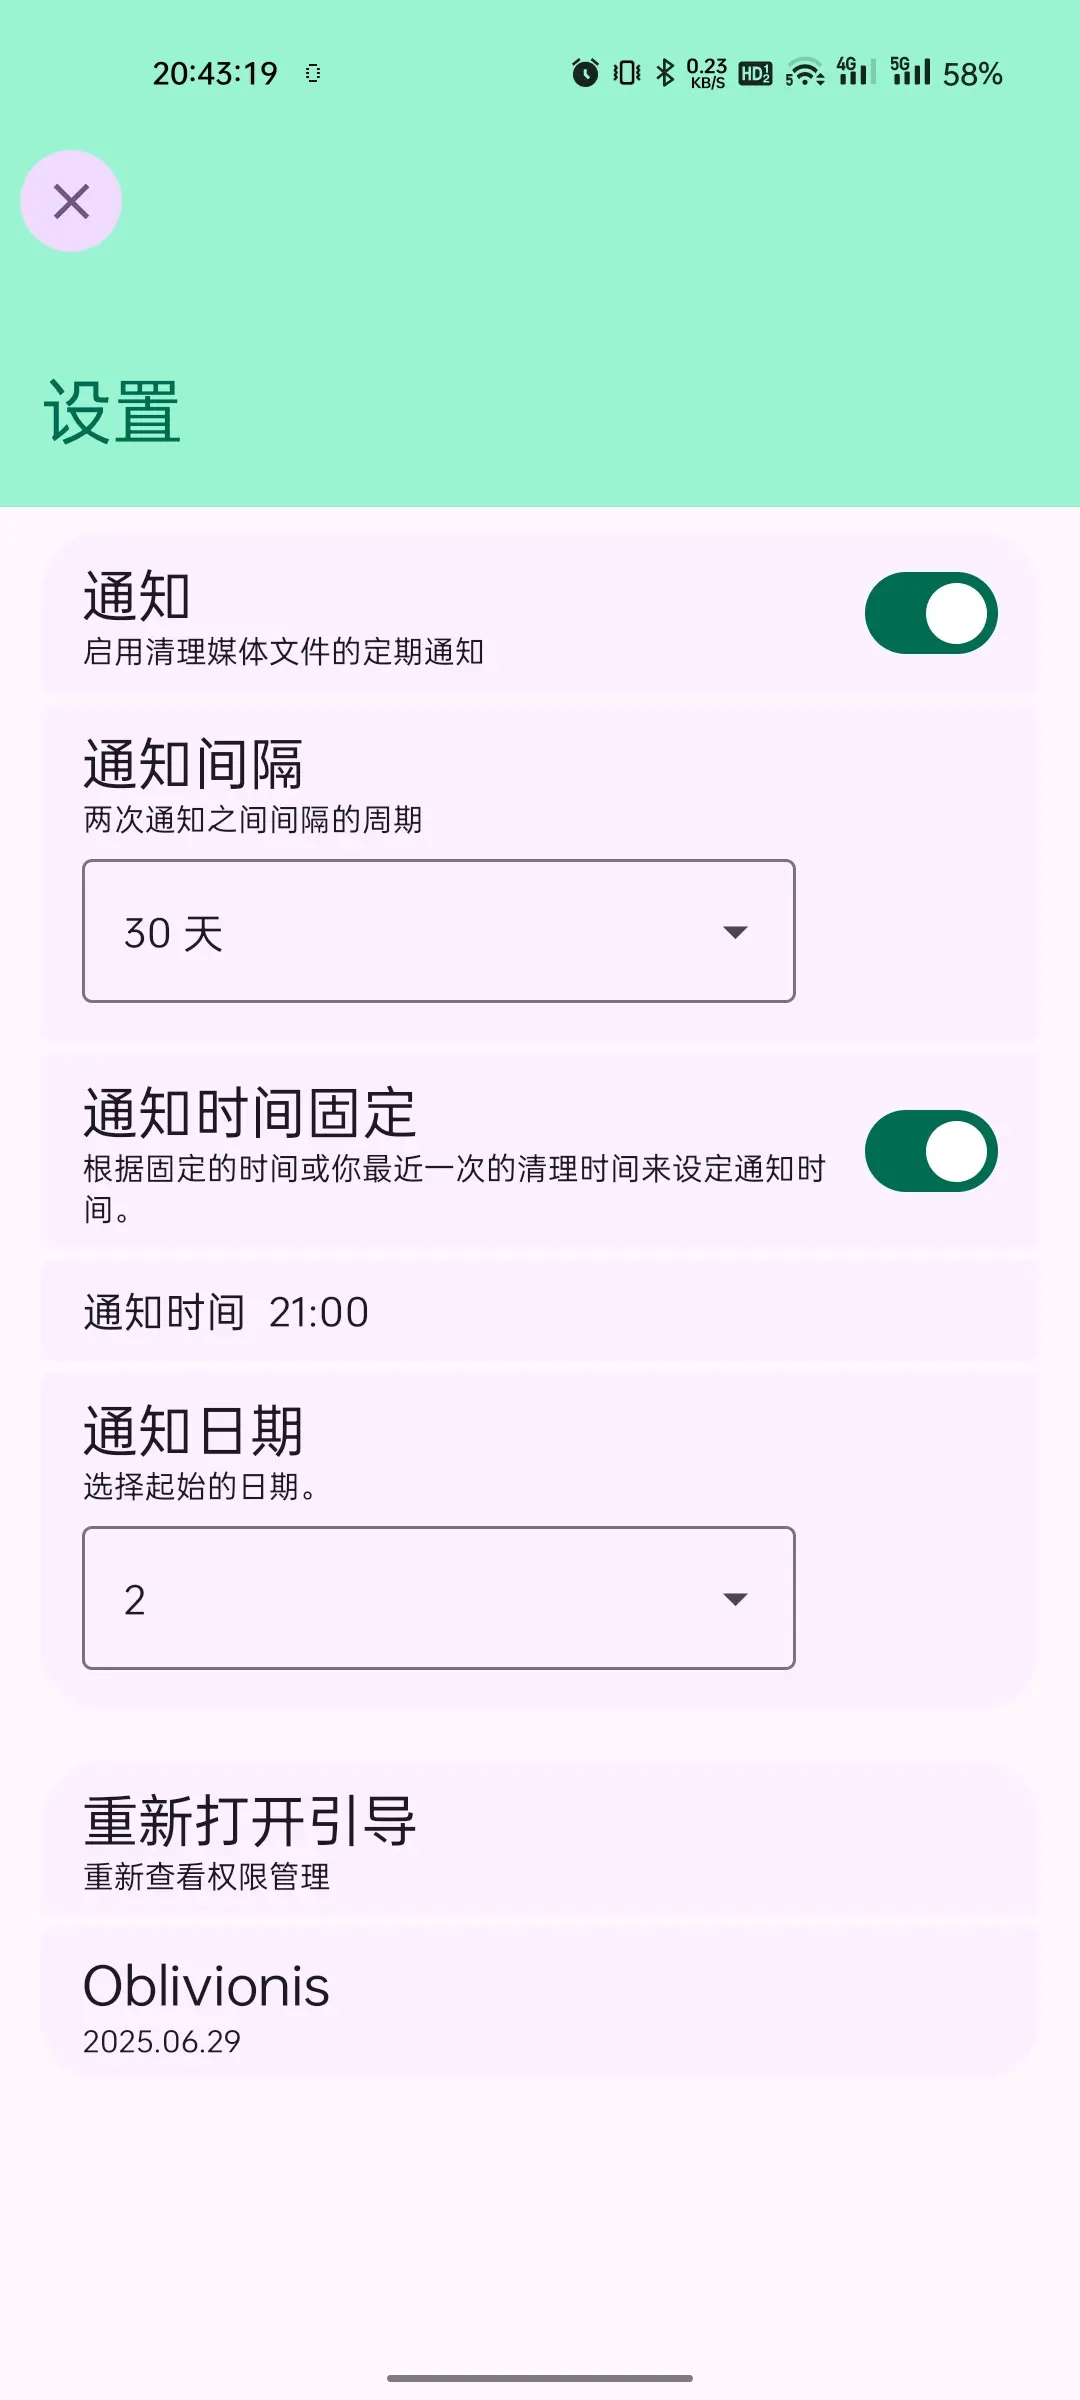 20:43:19
0.23
KB/S
HD 1
2
5
4G
5G
58%
设置
通知
启用清理媒体文件的定期通知
通知间隔
两次通知之间间隔的周期
30 天
通知时间固定
根据固定的时间或你最近一次的清理时间来设定通知时
间。
通知时间 21:00
通知日期
选择起始的日期。
2
重新打开引导
重新查看权限管理
Oblivionis
2025.06.29